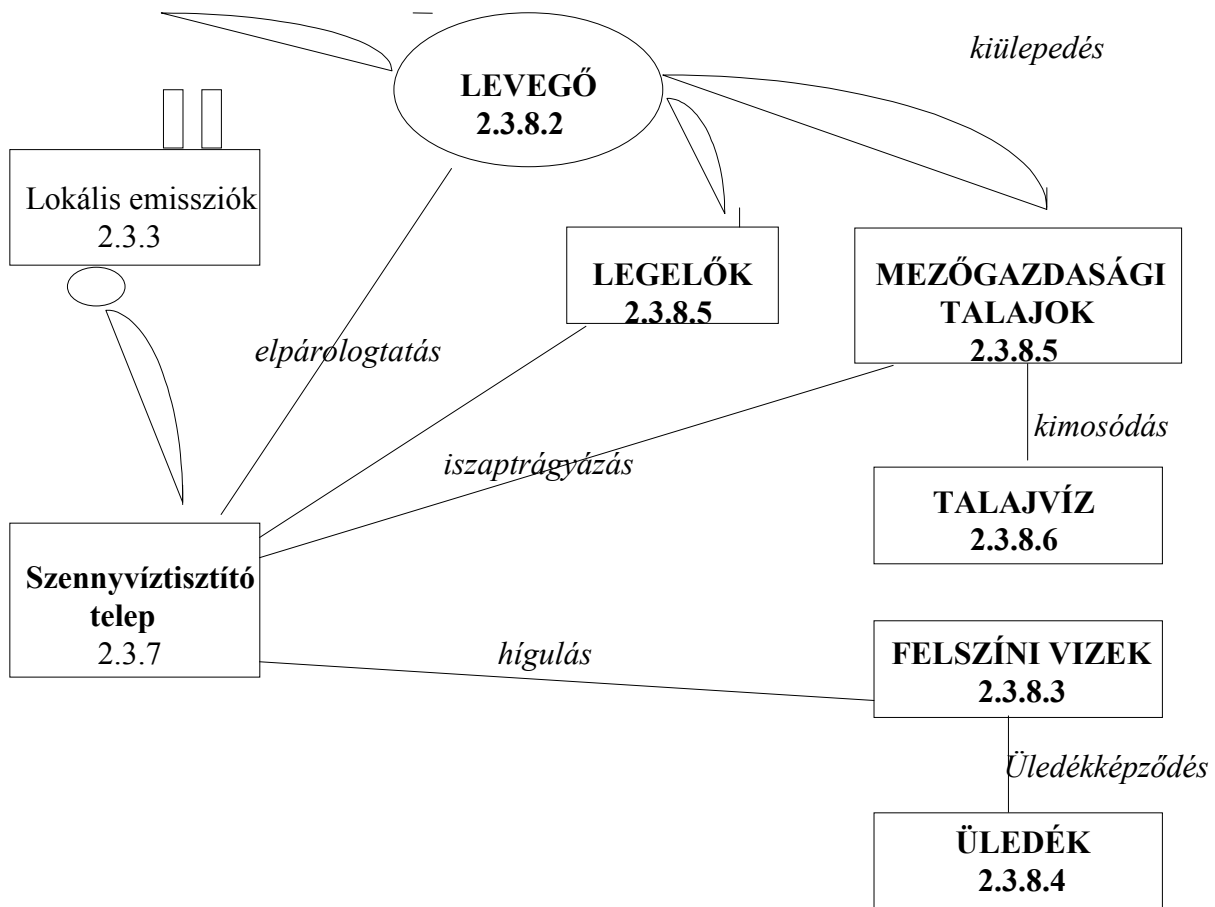 kiülepedés
LEVEGŐ
2.3.8.2
Lokális emissziók
2.3.3
LEGELŐK
2.3.8.5
MEZŐGAZDASÁGI
TALAJOK
2.3.8.5
elpárologtatás
kimosódás
iszaptrágyázás
TALAJVÍZ
2.3.8.6
Szennyvíztisztító
telep
2.3.7
hígulás
FELSZÍNI VIZEK
2.3.8.3
Üledékképződés
ÜLEDÉK
2.3.8.4